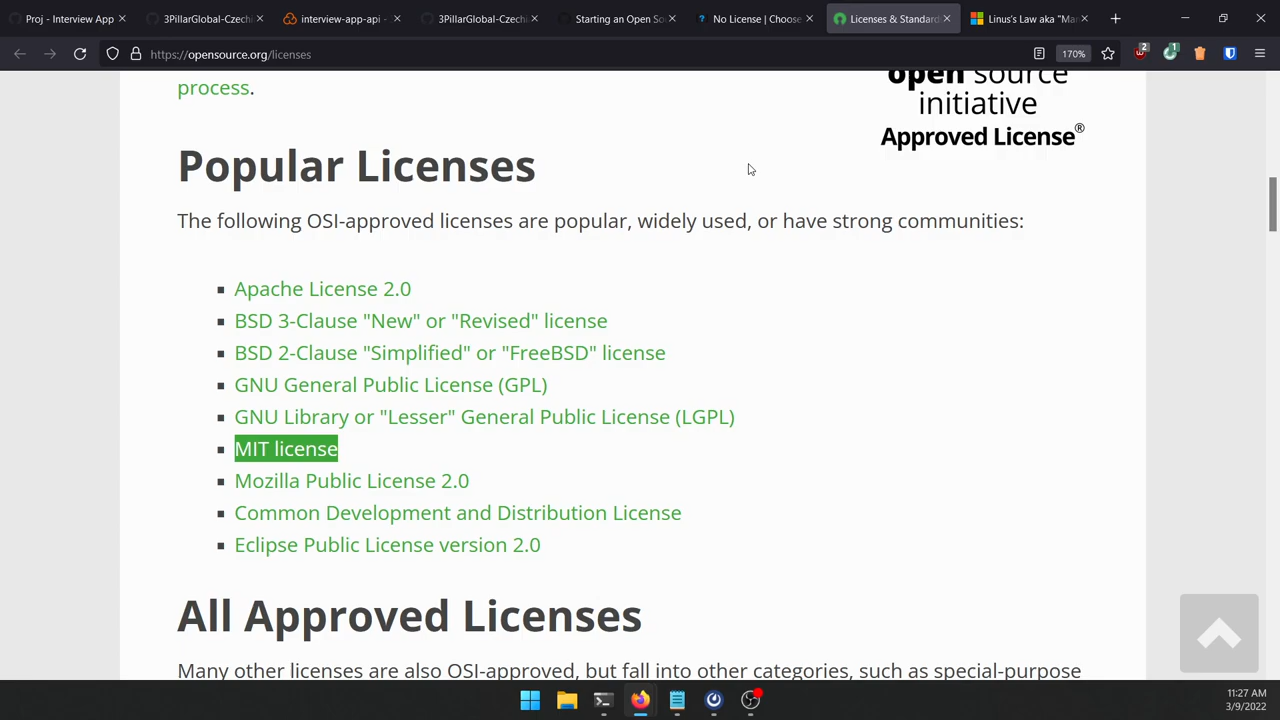 Proj - Interview App
3PillarGlobal-Czechi
interview-app-api -
3PillarGlobal-Czechi
Starting an Open So
? No License | Choose
Licenses & Standard
Linus's Law aka "Ma
https://opensource.org/licenses
170%
2
1
process.
open source
initiative
Approved License®
Popular Licenses
The following OSI-approved licenses are popular, widely used, or have strong communities:
Apache License 2.0
BSD 3-Clause "New" or "Revised" license
BSD 2-Clause "Simplified" or "FreeBSD" license
GNU General Public License (GPL)
GNU Library or "Lesser" General Public License (LGPL)
MIT license
Mozilla Public License 2.0
Common Development and Distribution License
Eclipse Public License version 2.0
All Approved Licenses
Many other licenses are also OSI-approved, but fall into other categories, such as special-purpose
11:27 AM
3/9/2022